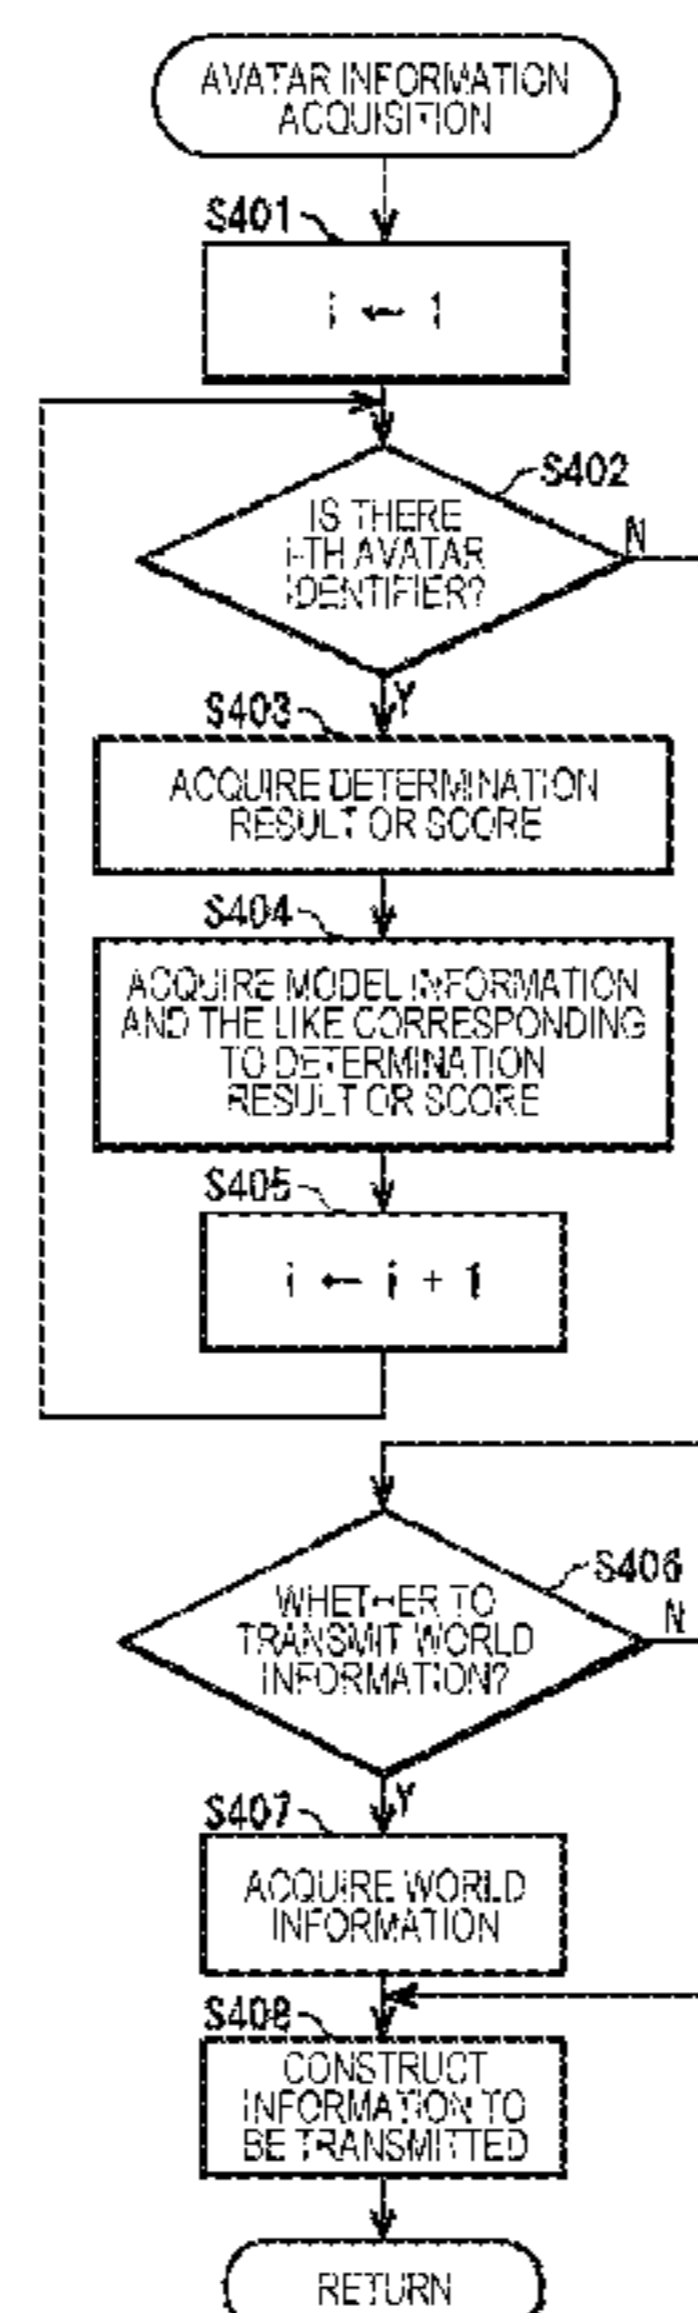 AVATAR INFORMATION
ACQUISITION
S401
i ← 1
S402
IS THERE
i-TH AVATAR
IDENTIFIER?
N
Y
S403
ACQUIRE DETERMINATION
RESULT OR SCORE
S404
ACQUIRE MODEL INFORMATION
AND THE LIKE CORRESPONDING
TO DETERMINATION
RESULT OR SCORE
S405
i ← i + 1
S406
WHETHER TO
TRANSMIT WORLD
INFORMATION?
N
Y
S407
ACQUIRE WORLD
INFORMATION
S408
CONSTRUCT
INFORMATION TO
BE TRANSMITTED
RETURN